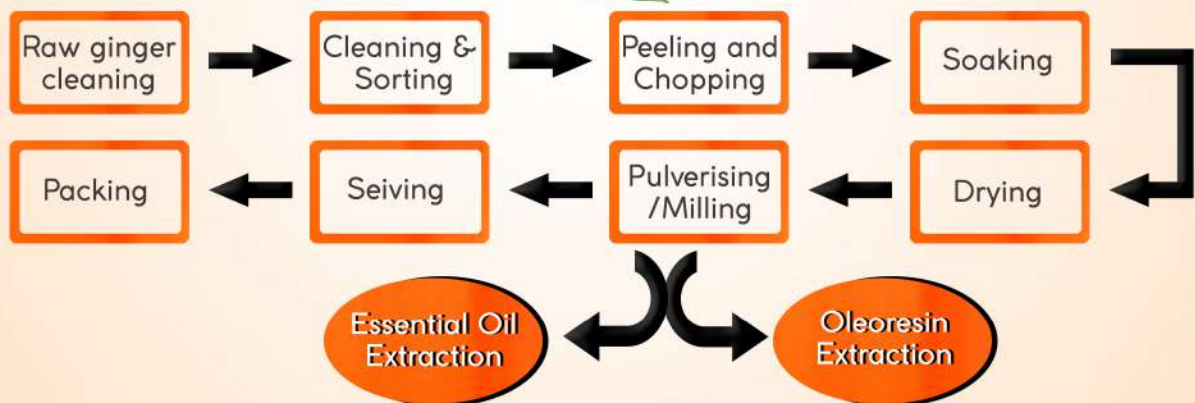 Raw ginger
cleaning
Cleaning &
Sorting
Peeling and
Chopping
Soaking
Packing
Seiving
Pulverising
/Milling
Drying
Essential Oil
Extraction
Oleoresin
Extraction